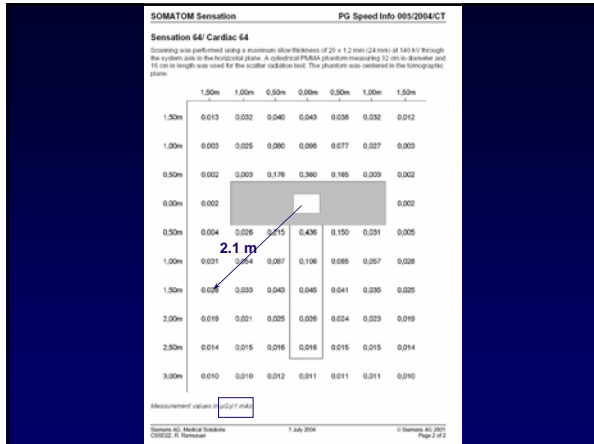 SOMATOM Sensation PG Speed Info 005/2004/CT
Sensation 64/ Cardiac 64
Scanning was performed using a maximum slice thickness of 20 x 1.2 mm (24 mm) at 140 kV through
the system axis in the horizontal plane. A cylindrical PMMA phantom measuring 32 cm in diameter and
16 cm in length was used for the scatter radiation test. The phantom was centered in the tomographic
plane.
1,50m 1,00m 0,50m 0,00m 0,50m 1,00m 1,50m
1,50m 0,013 0,032 0,040 0,043 0,038 0,032 0,012
1,00m 0,003 0,025 0,080 0,098 0,077 0,027 0,003
0,50m 0,002 0,003 0,176 0,360 0,165 0,003 0,002
0,00m 0,002 0,002
0,50m 0,004 0,026 0,215 0,436 0,150 0,031 0,005
2.1 m
1,00m 0,031 0,054 0,087 0,106 0,085 0,057 0,028
1,50m 0,028 0,033 0,043 0,045 0,041 0,035 0,025
2,00m 0,019 0,021 0,025 0,026 0,024 0,023 0,019
2,50m 0,014 0,015 0,016 0,016 0,015 0,015 0,014
3,00m 0,010 0,010 0,012 0,011 0,011 0,011 0,010
Measurement values in µGy/1 mAs
Siemens AG, Medical Solutions 1 July 2004 © Siemens AG 2001
CSSD22, R. Page 2 of 2